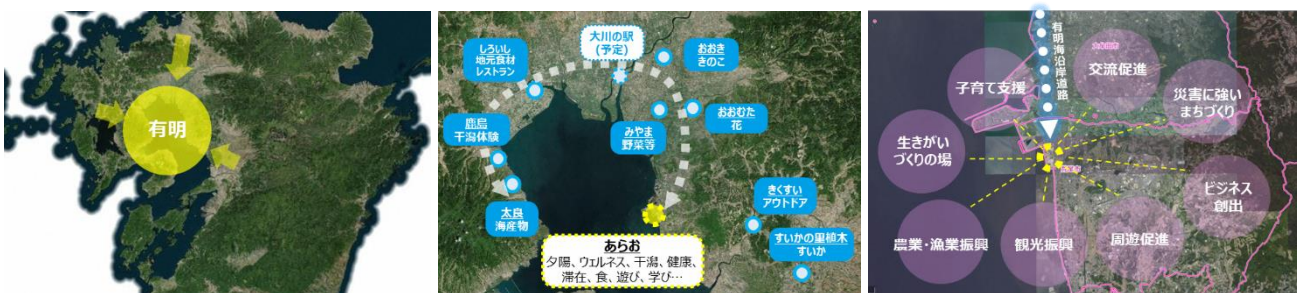 有明
大川の駅
(予定)
しろいし
地元食材
レストラン
おおき
きのこ
鹿島
干潟体験
みやま
野菜等
おおむた
花
太良
海産物
きくすい
アウトドア
すいかの里植木
すいか
あらお
夕陽、ウェルネス、干潟、健康、
滞在、食、遊び、学び…
有明海沿岸道路
大牟田市
交流促進
子育て支援
災害に強い
まちづくり
生きがい
づくりの場
荒尾市
ビジネス
創出
農業・漁業振興
観光振興
周遊促進